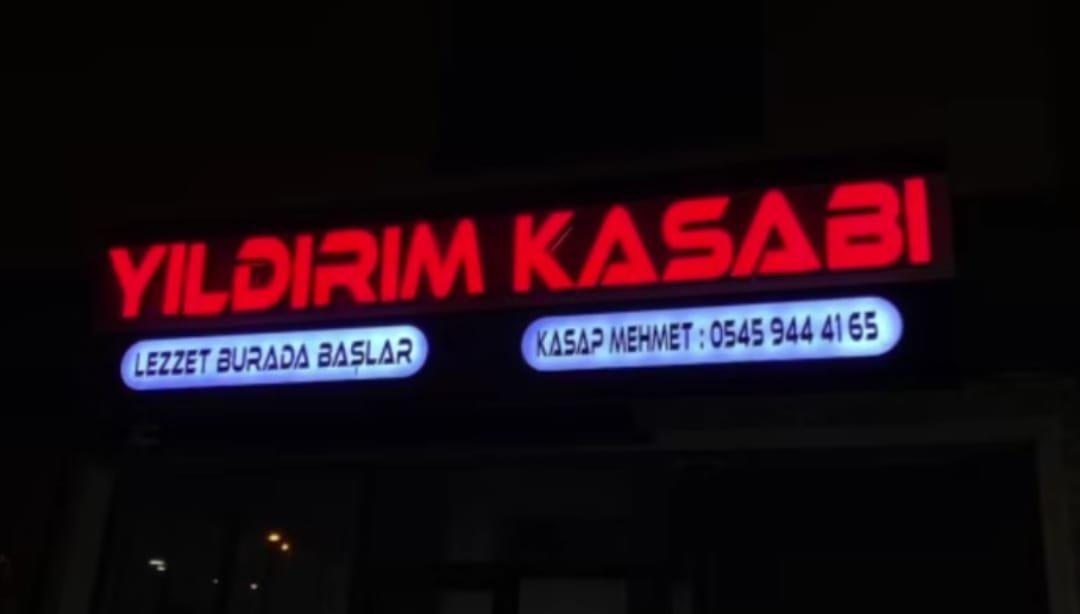 YILDIRIM KASABI
LEZZET BURADA BAŞLAR
KASAP MEHMET : 0545 944 41 65